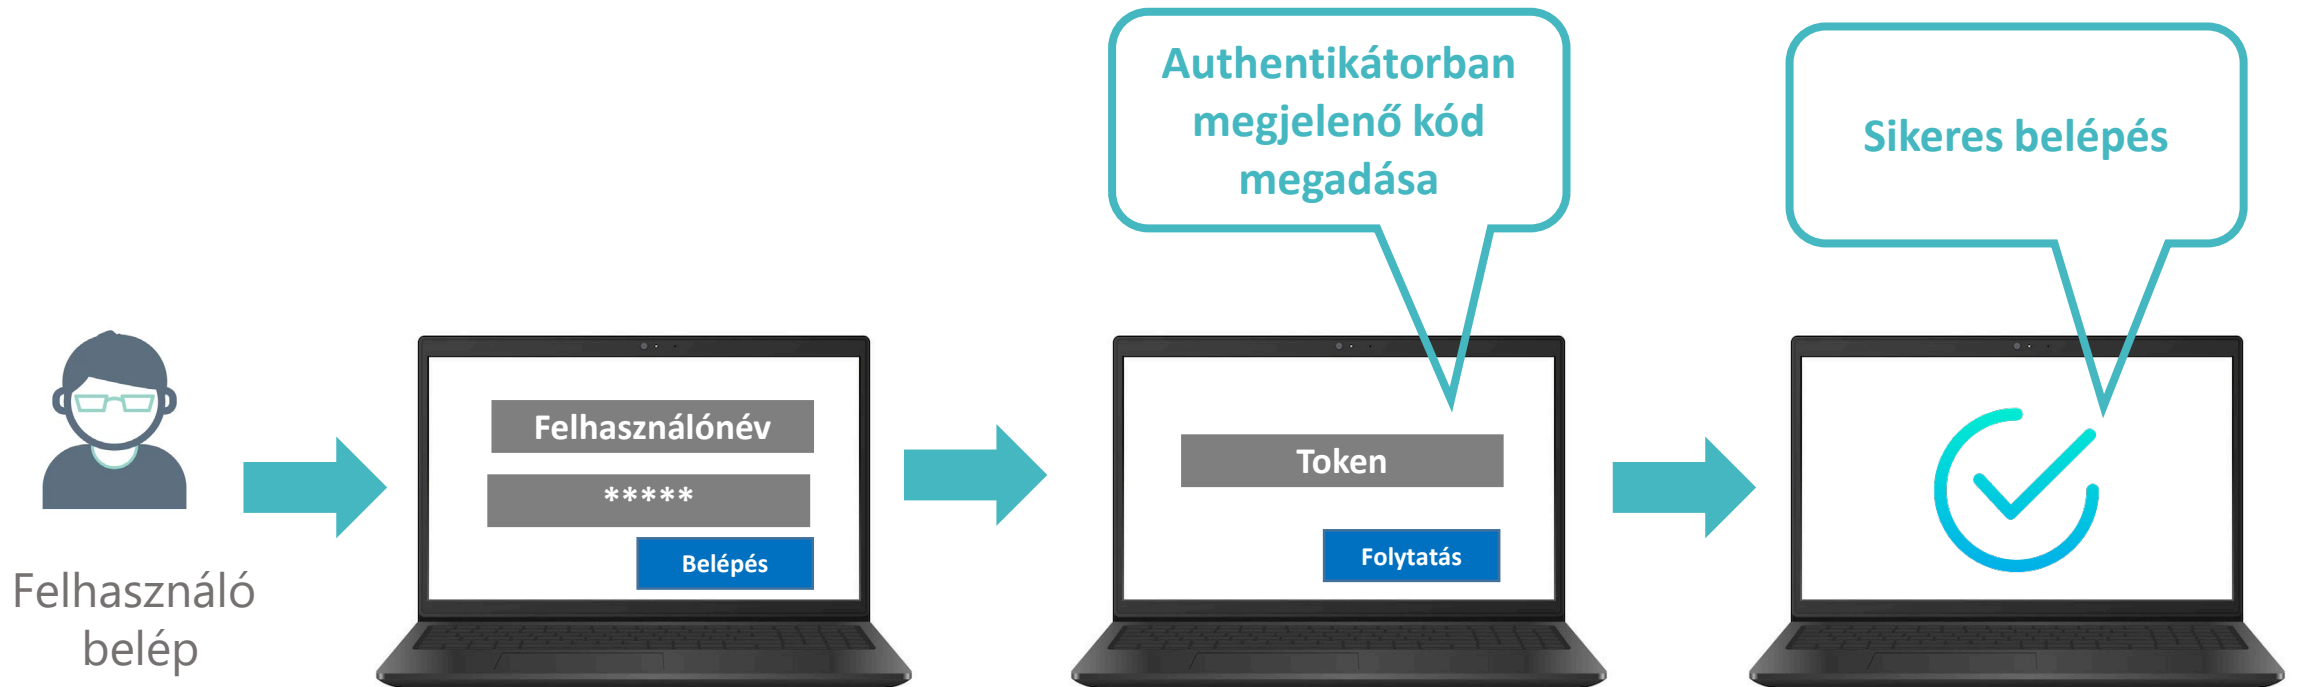 Felhasználó
belép
Felhasználónév
*****
Belépés
Authentikátorban
megjelenő kód
megadása
Token
Folytatás
Sikeres belépés